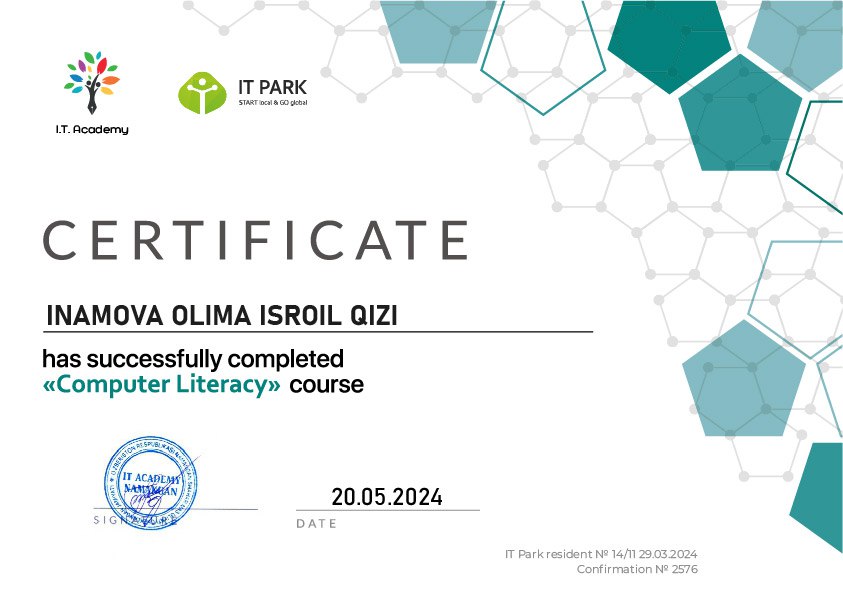 I.T. Academy
IT PARK
START local & GO global
CERTIFICATE
INAMOVA OLIMA ISROIL QIZI
has successfully completed
«Computer Literacy» course
IT ACADEMY
NAMANGAN
20.05.2024
SIGNATURE
DATE
IT Park resident № 14/11 29.03.2024
Confirmation № 2576